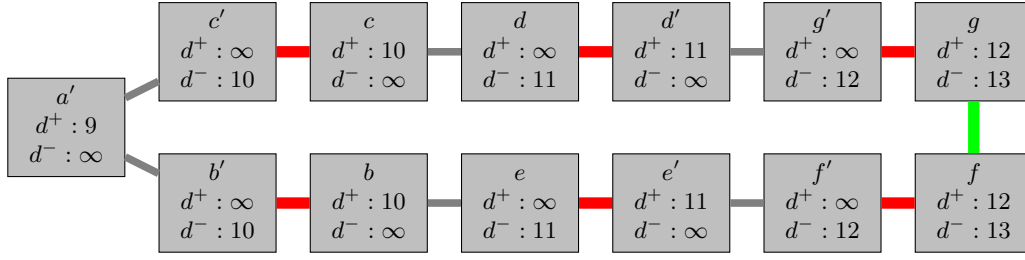 c′
d⁺ : ∞
d⁻ : 10
c
d⁺ : 10
d⁻ : ∞
d
d⁺ : ∞
d⁻ : 11
d′
d⁺ : 11
d⁻ : ∞
g′
d⁺ : ∞
d⁻ : 12
g
d⁺ : 12
d⁻ : 13
a′
d⁺ : 9
d⁻ : ∞
b′
d⁺ : ∞
d⁻ : 10
b
d⁺ : 10
d⁻ : ∞
e
d⁺ : ∞
d⁻ : 11
e′
d⁺ : 11
d⁻ : ∞
f′
d⁺ : ∞
d⁻ : 12
f
d⁺ : 12
d⁻ : 13